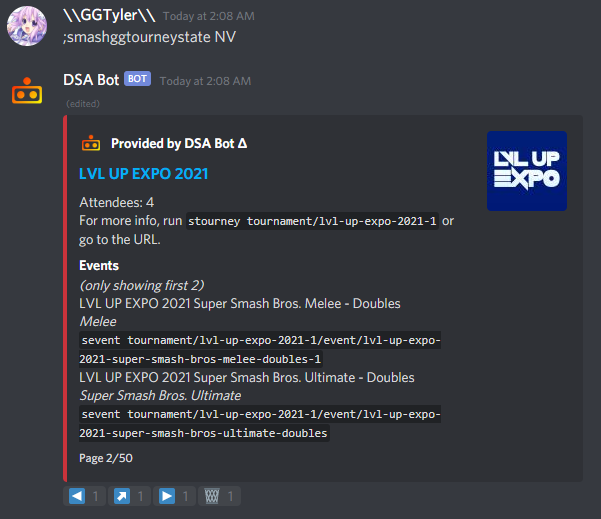 \\GGTyler\\ Today at 2:08 AM
;smashggtourneystate NV
DSA Bot BOT Today at 2:08 AM
(edited)
Provided by DSA Bot Δ
LVL UP EXPO 2021
LVL UP
EXPO
Attendees: 4
For more info, run stourney tournament/lvl-up-expo-2021-1 or
go to the URL.
Events
(only showing first 2)
LVL UP EXPO 2021 Super Smash Bros. Melee - Doubles
Melee
sevent tournament/lvl-up-expo-2021-1/event/lvl-up-expo-
2021-super-smash-bros-melee-doubles-1
LVL UP EXPO 2021 Super Smash Bros. Ultimate - Doubles
Super Smash Bros. Ultimate
sevent tournament/lvl-up-expo-2021-1/event/lvl-up-expo-
2021-super-smash-bros-ultimate-doubles
Page 2/50
1 1 1 1